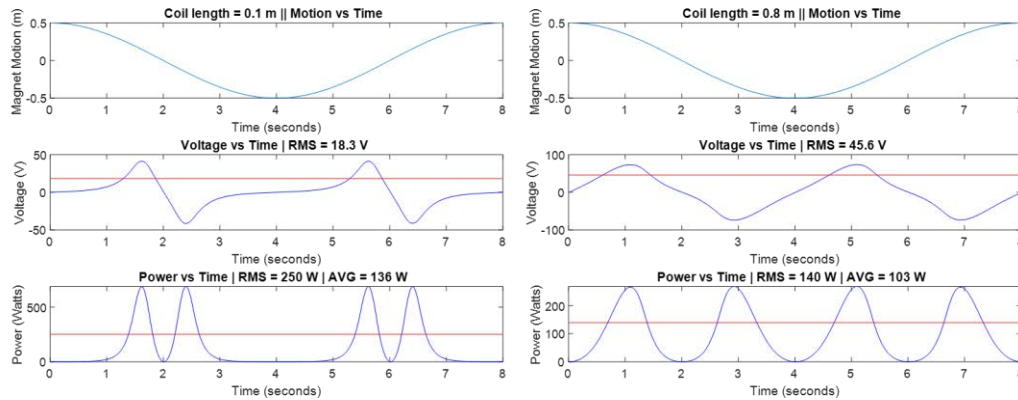 Coil length = 0.1 m || Motion vs Time
Magnet Motion (m)
0.5
0
-0.5
0 1 2 3 4 5 6 7 8
Time (seconds)
Voltage vs Time | RMS = 18.3 V
Voltage (V)
50
0
-50
0 1 2 3 4 5 6 7 8
Time (seconds)
Power vs Time | RMS = 250 W | AVG = 136 W
Power (Watts)
500
0
0 1 2 3 4 5 6 7 8
Time (seconds)
Coil length = 0.8 m || Motion vs Time
Magnet Motion (m)
0.5
0
-0.5
0 1 2 3 4 5 6 7 8
Time (seconds)
Voltage vs Time | RMS = 45.6 V
Voltage (V)
100
0
-100
0 1 2 3 4 5 6 7 8
Time (seconds)
Power vs Time | RMS = 140 W | AVG = 103 W
Power (Watts)
200
100
0
0 1 2 3 4 5 6 7 8
Time (seconds)